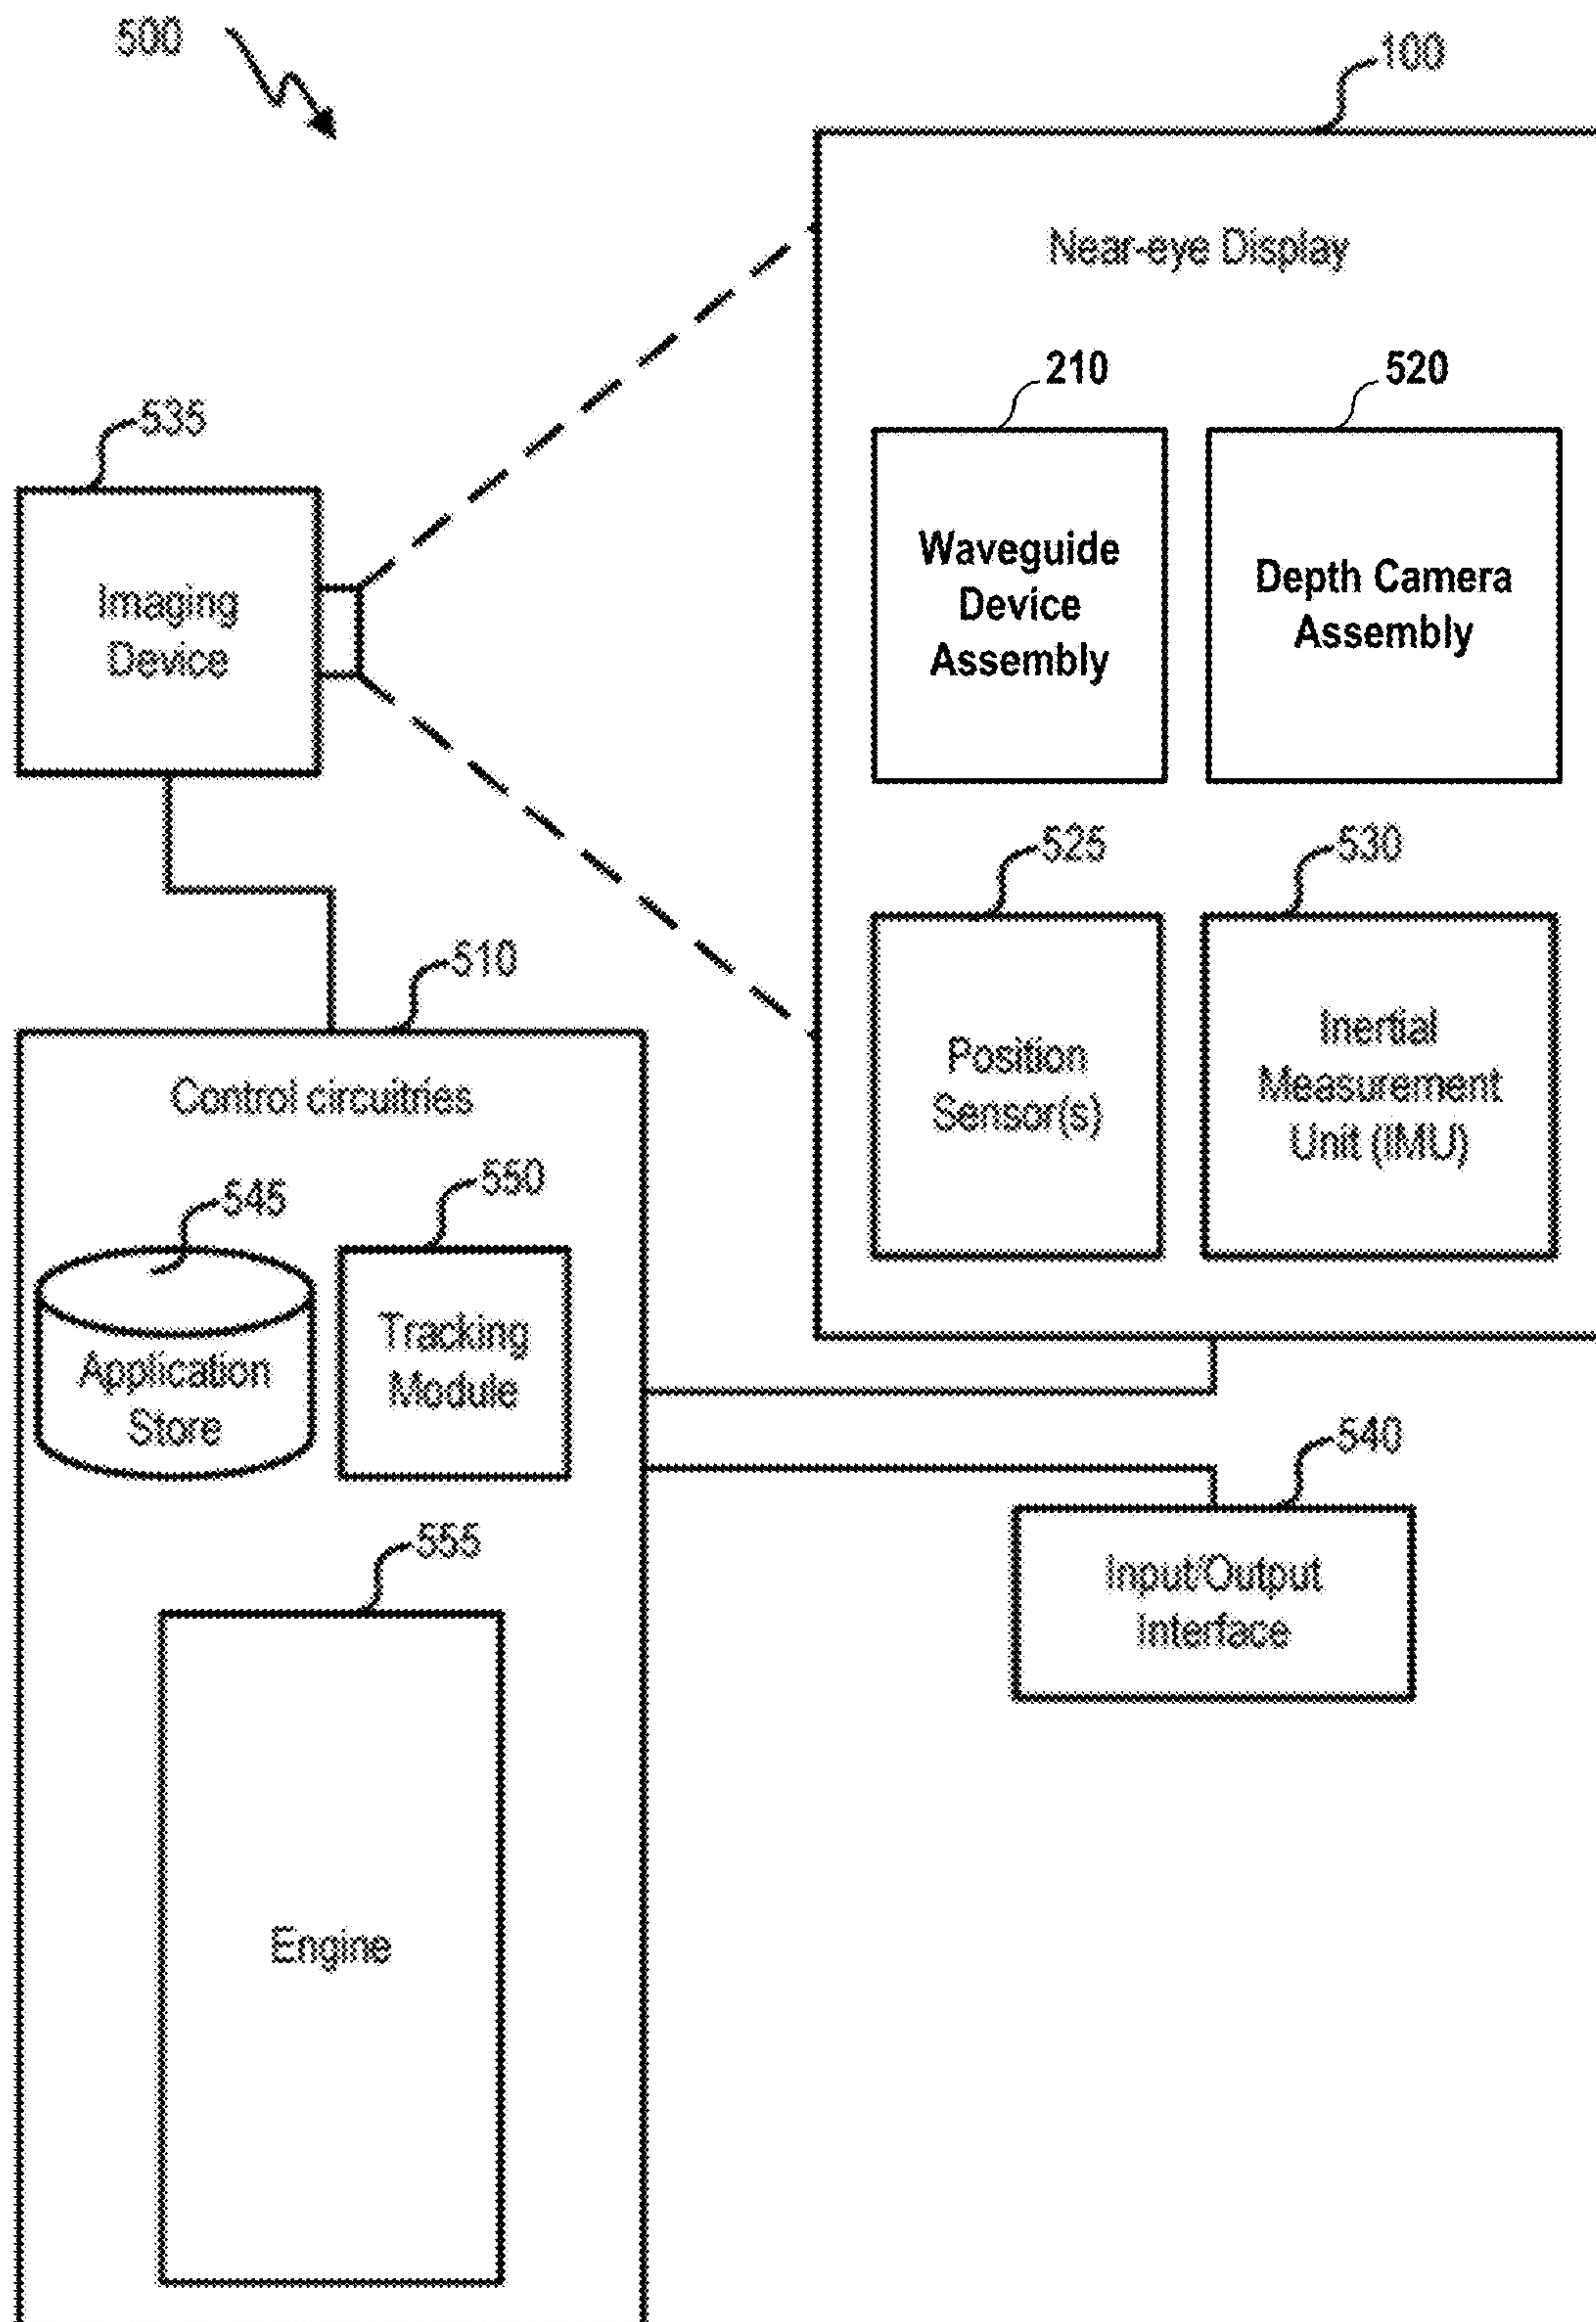 500
100
Near-eye Display
210
520
Waveguide
Device
Assembly
Depth Camera
Assembly
535
Imaging
Device
525
530
Position
Sensor(s)
Inertial
Measurement
Unit (IMU)
510
Control circuitries
545
550
Application
Store
Tracking
Module
540
Input/Output
Interface
555
Engine